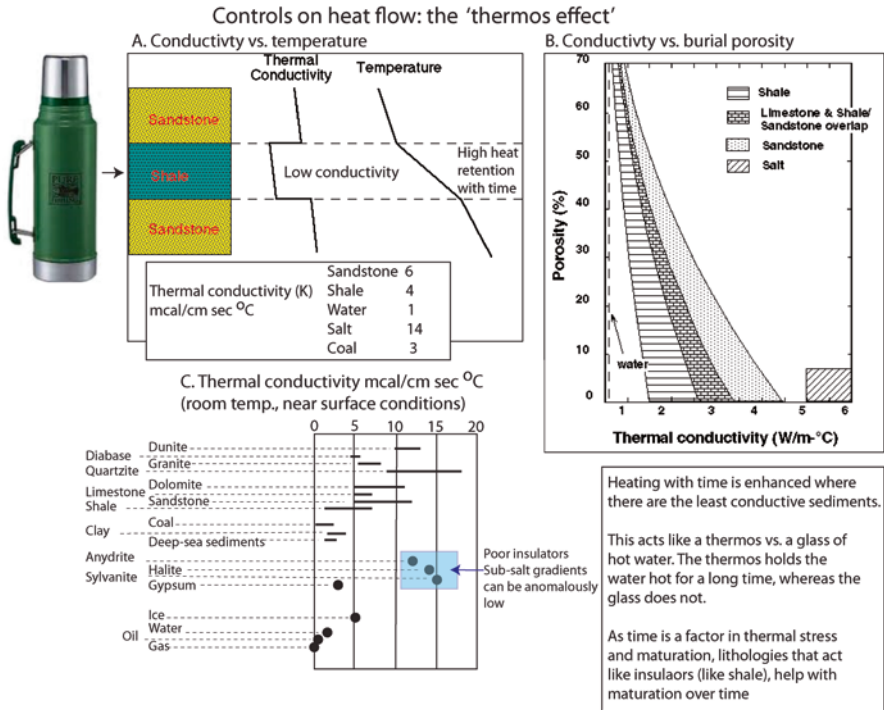 Controls on heat flow: the 'thermos effect'
A. Conductivty vs. temperature
Thermal
Conductivity
Temperature
Sandstone
Shale
Sandstone
Low conductivity
High heat
retention
with time
Thermal conductivity (K)
mcal/cm sec °C
Sandstone 6
Shale 4
Water 1
Salt 14
Coal 3
B. Conductivty vs. burial porosity
70
60
50
40
30
20
10
0
Porosity (%)
Shale
Limestone & Shale/
Sandstone overlap
Sandstone
Salt
water
1 2 3 4 5 6
Thermal conductivity (W/m-°C)
C. Thermal conductivity mcal/cm sec °C
(room temp., near surface conditions)
0 5 10 15 20
Dunite
Diabase
Granite
Quartzite
Dolomite
Limestone
Sandstone
Shale
Coal
Clay
Deep-sea sediments
Anydrite
Halite
Sylvanite
Gypsum
Ice
Water
Oil
Gas
Poor insulators
Sub-salt gradients
can be anomalously
low
Heating with time is enhanced where
there are the least conductive sediments.
This acts like a thermos vs. a glass of
hot water. The thermos holds the
water hot for a long time, whereas the
glass does not.
As time is a factor in thermal stress
and maturation, lithologies that act
like insulaors (like shale), help with
maturation over time